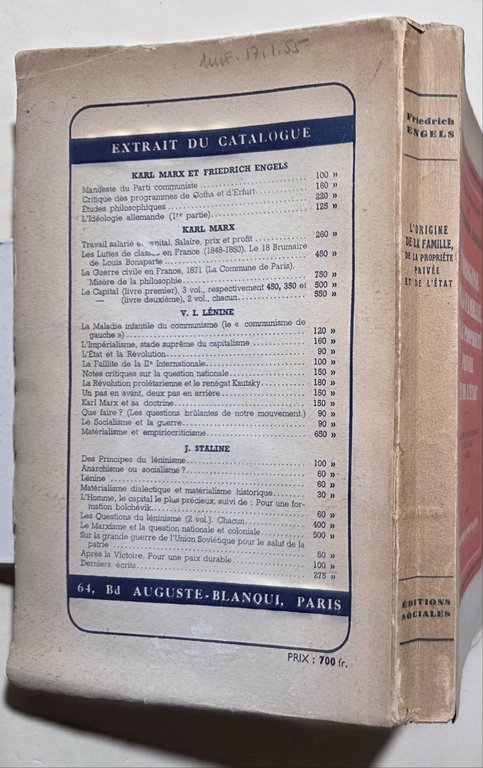 17.1.55
EXTRAIT DU CATALOGUE
KARL MARX ET FRIEDRICH ENGELS
Manifeste du Parti communiste 100 »
Critique des programmes de Gotha et d'Erfurt 160 »
Études philosophiques 220 »
L'Idéologie allemande (1re partie) 125 »
KARL MARX
Travail salarié et capital. Salaire, prix et profit 260 »
Les Luttes de classes en France (1848-1850). Le 18 Brumaire
de Louis Bonaparte 450 »
La Guerre civile en France, 1871 (La Commune de Paris).
Misère de la philosophie 750 »
Le Capital (livre premier), 3 vol., respectivement 450, 350 et 500 »
(livre deuxième), 2 vol., chacun 550 »
V. I. LÉNINE
La Maladie infantile du communisme (le « communisme de
gauche ») 120 »
L'Impérialisme, stade suprême du capitalisme 160 »
L'État et la Révolution 90 »
La Faillite de la IIe Internationale 100 »
Notes critiques sur la question nationale 150 »
La Révolution prolétarienne et le renégat Kautsky 180 »
Un pas en avant, deux pas en arrière 150 »
Karl Marx et sa doctrine 150 »
Que faire ? (Les questions brûlantes de notre mouvement.) 90 »
Le Socialisme et la guerre 90 »
Matérialisme et empiriocriticisme 650 »
J. STALINE
Des Principes du léninisme 100 »
Anarchisme ou socialisme ? 60 »
Lénine 60 »
Matérialisme dialectique et matérialisme historique 30 »
L'Homme, le capital le plus précieux, suivi de : Pour une for-
mation bolchévik 60 »
Les Questions du léninisme (2 vol.). Chacun 400 »
Le Marxisme et la question nationale et coloniale 500 »
Sur la grande guerre de l'Union Soviétique pour le salut de la
patrie 50 »
Après la Victoire. Pour une paix durable 100 »
Derniers écrits 275 »
64, Bd AUGUSTE-BLANQUI, PARIS
PRIX : 700 fr.
Friedrich
ENGELS
L'ORIGINE
DE LA FAMILLE,
DE LA PROPRIÉTÉ
PRIVÉE
ET DE L'ÉTAT
ÉDITIONS
SOCIALES